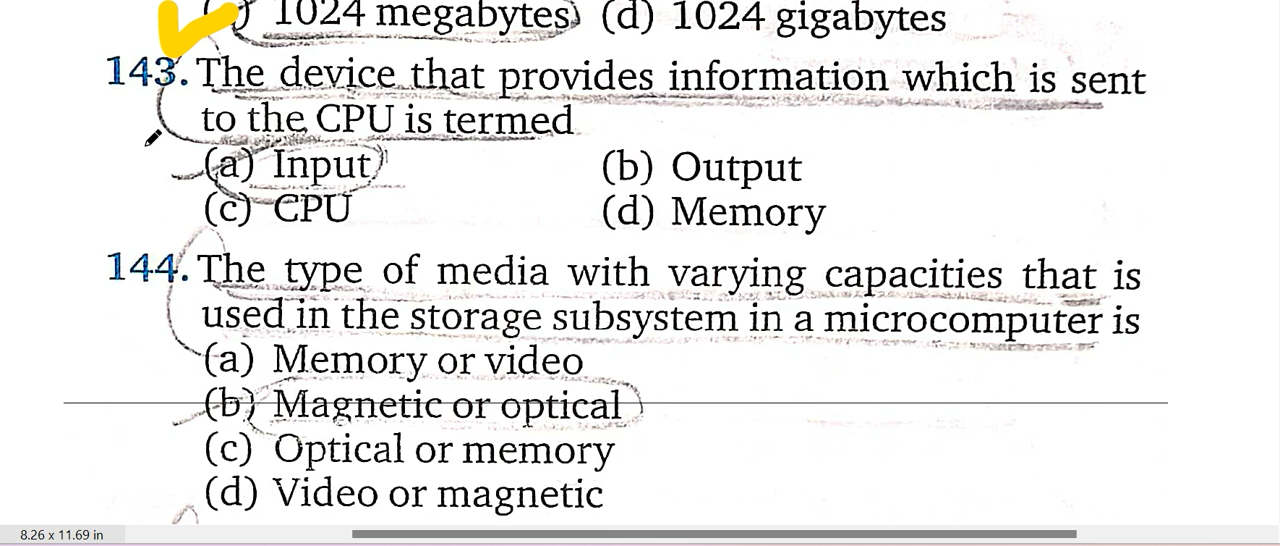 1024 megabytes) (d) 1024 gigabytes
143. The device that provides information which is sent
to the CPU is termed
(a) Input (b) Output
(c) CPU (d) Memory
144. The type of media with varying capacities that is
used in the storage subsystem in a microcomputer is
(a) Memory or video
(b) Magnetic or optical
(c) Optical or memory
(d) Video or magnetic
8.26 x 11.69 in